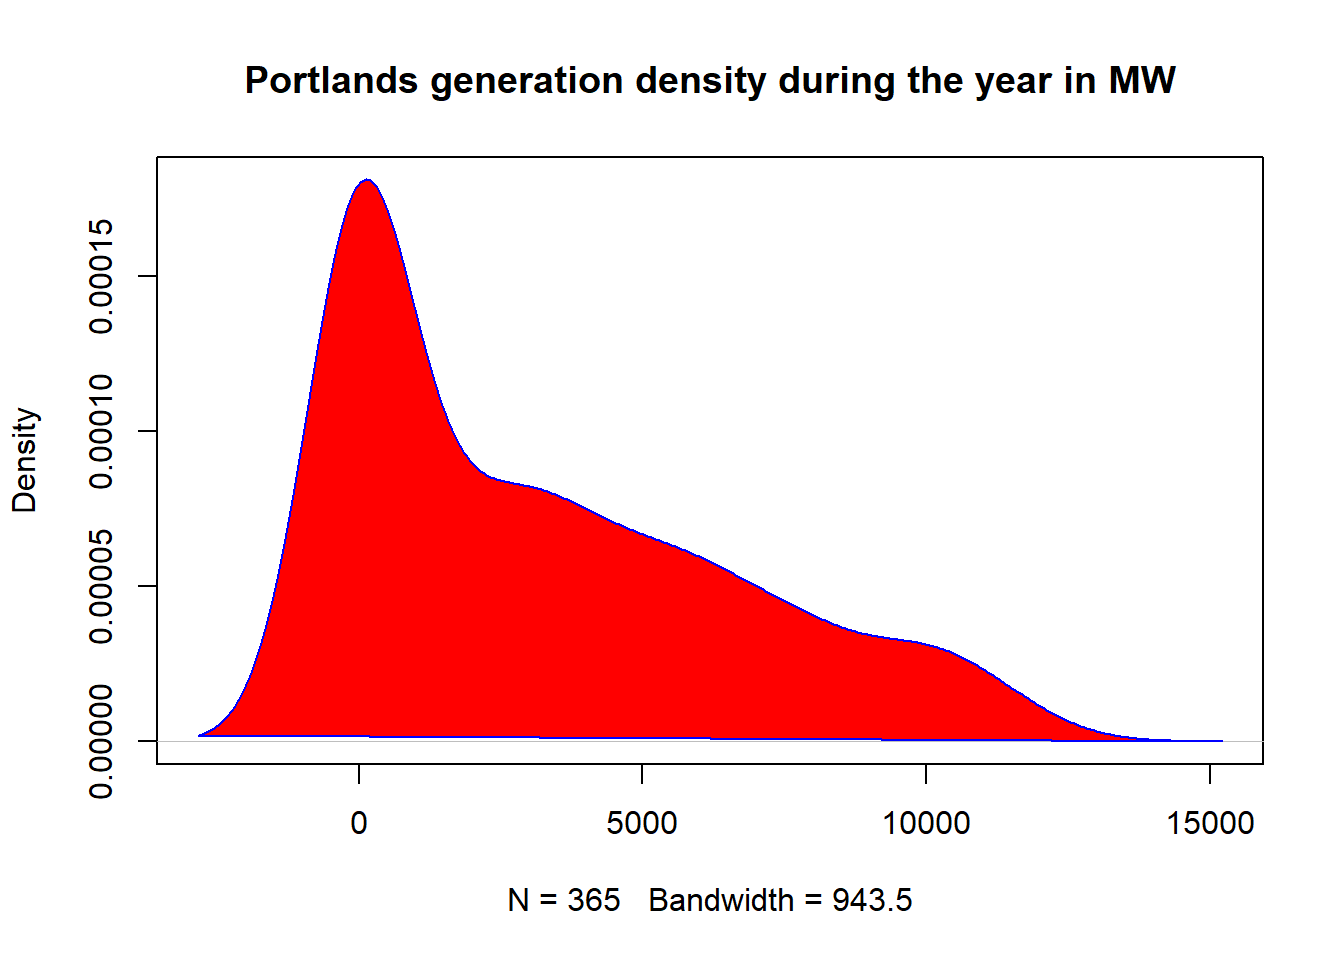 Portlands generation density during the year in MW
Density
0.00015
0.00010
0.00005
0.00000
0 5000 10000 15000
N = 365 Bandwidth = 943.5